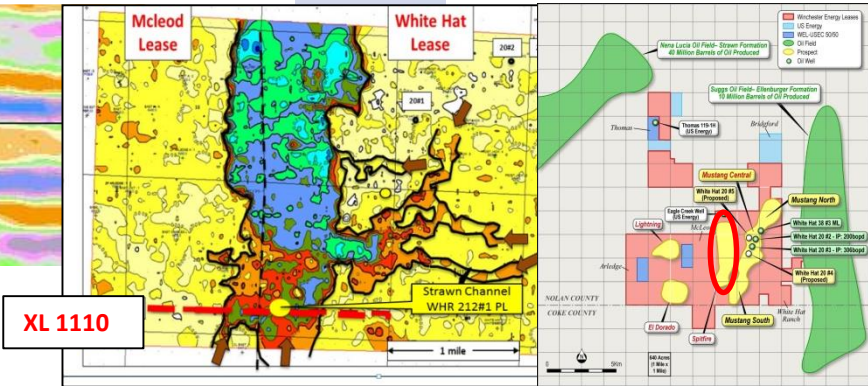 Mcleod
Lease
White Hat
Lease
20#2
20#1
Strawn Channel
WHR 212#1 PL
1 mile
XL 1110
Winchester Energy Leases
US Energy
WEL-USEC 50/50
Oil Field
Prospect
Oil Well
Nena Lucia Oil Field- Strawn Formation
40 Million Barrels of Oil Produced
Suggs Oil Field- Ellenburger Formation
10 Million Barrels of Oil Produced
Thomas
Thomas 119-1H
(US Energy)
Bridgford
Mustang Central
White Hat 20 #5
(Proposed)
Mustang North
Eagle Creek Well
(US Energy)
Lightning
McLeod
White Hat 38 #3 ML
White Hat 20 #2 - IP: 200bopd
White Hat 20 #3 - IP: 306bopd
Arledge
White Hat 20 #4
(Proposed)
NOLAN COUNTY
COKE COUNTY
White Hat
Ranch
El Dorado
Spitfire
Mustang South
N
0
5Km
640 Acres
(1 Mile x
1 Mile)